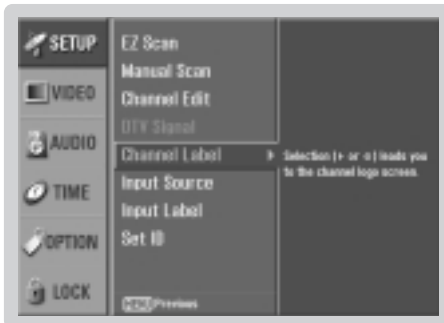 SETUP
VIDEO
AUDIO
TIME
OPTION
LOCK
EZ Scan
Manual Scan
Channel Edit
DTV Signal
Channel Label
Input Source
Input Label
Set ID
MENU Previous
Selection ( or ) leads you
to the channel logo screen.